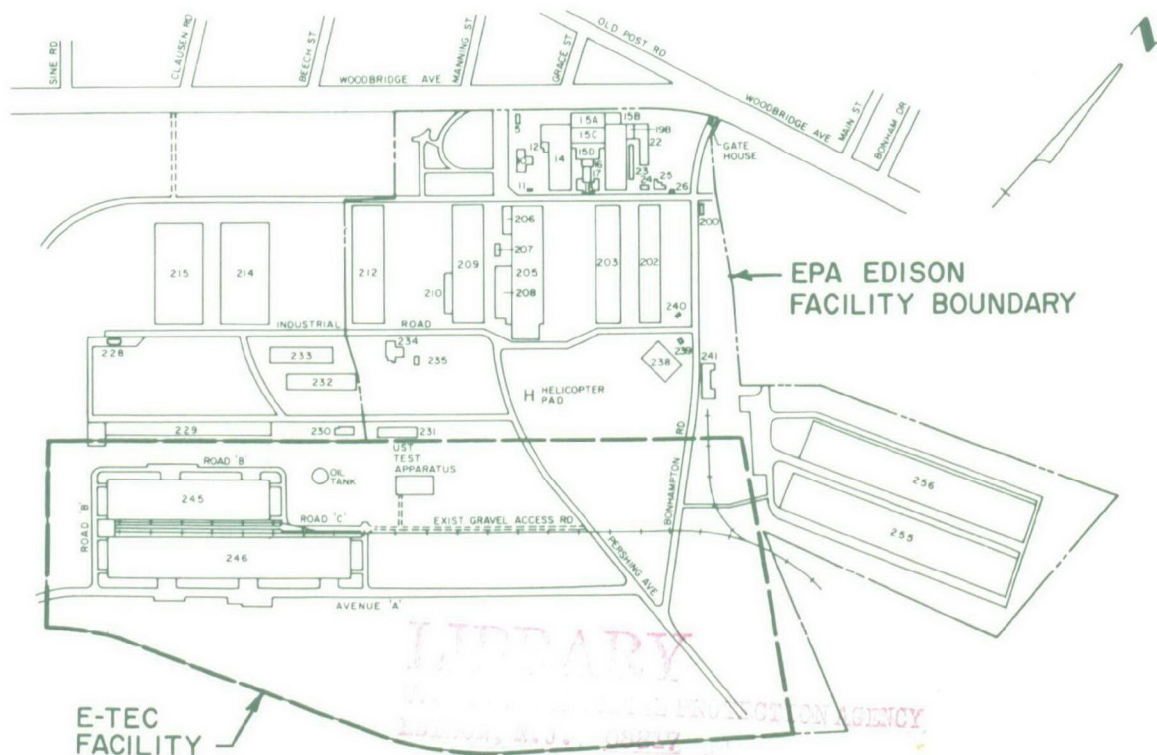 SINE RD
CLAUSEN RD
BEECH ST
WOODBRIDGE AVE
MANNING ST
GRACE ST
OLD POST RD
WOODBRIDGE AVE
MAIN ST
BONHAM DR
N
5
15A
15B
15C
15D
19B
22
12
14
17
23
24
25
26
11
GATE
HOUSE
200
206
207
205
208
209
210
212
214
215
203
202
240
EPA EDISON
FACILITY BOUNDARY
INDUSTRIAL ROAD
228
233
232
234
235
238
239
241
H HELICOPTER
PAD
229
230
231
UST
TEST
APPARATUS
OIL
TANK
ROAD 'B'
ROAD 'B'
245
ROAD 'C'
EXIST GRAVEL ACCESS RD
246
AVENUE 'A'
PERSHING AVE
BONHAMPTON RD
256
255
LIBRARY
PROTECTION AGENCY
N.J.
E-TEC
FACILITY